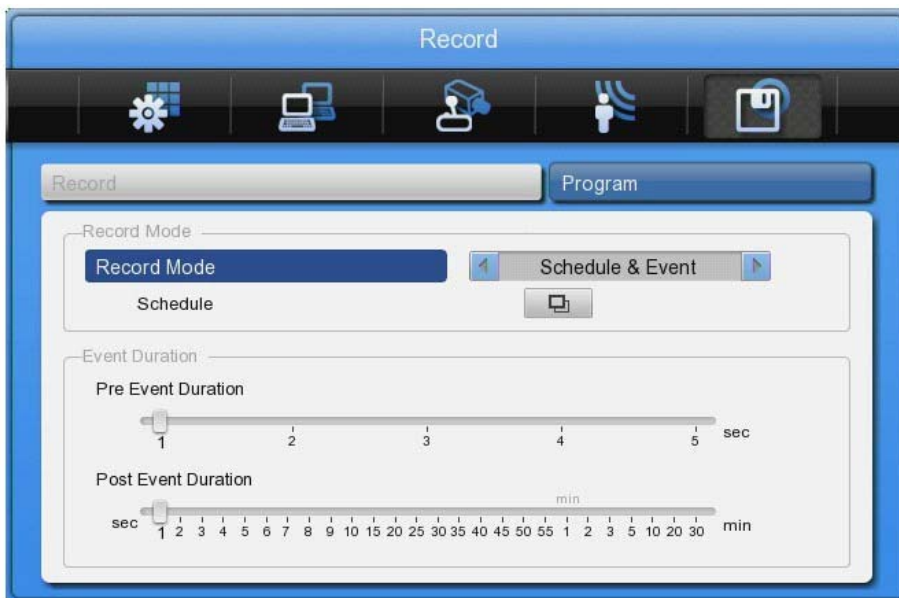 Record
Record Program
Record Mode
Record Mode Schedule & Event
Schedule
Event Duration
Pre Event Duration
1 2 3 4 5 sec
Post Event Duration
min
sec 1 2 3 4 5 6 7 8 9 10 15 20 25 30 35 40 45 50 55 1 2 3 5 10 20 30 min